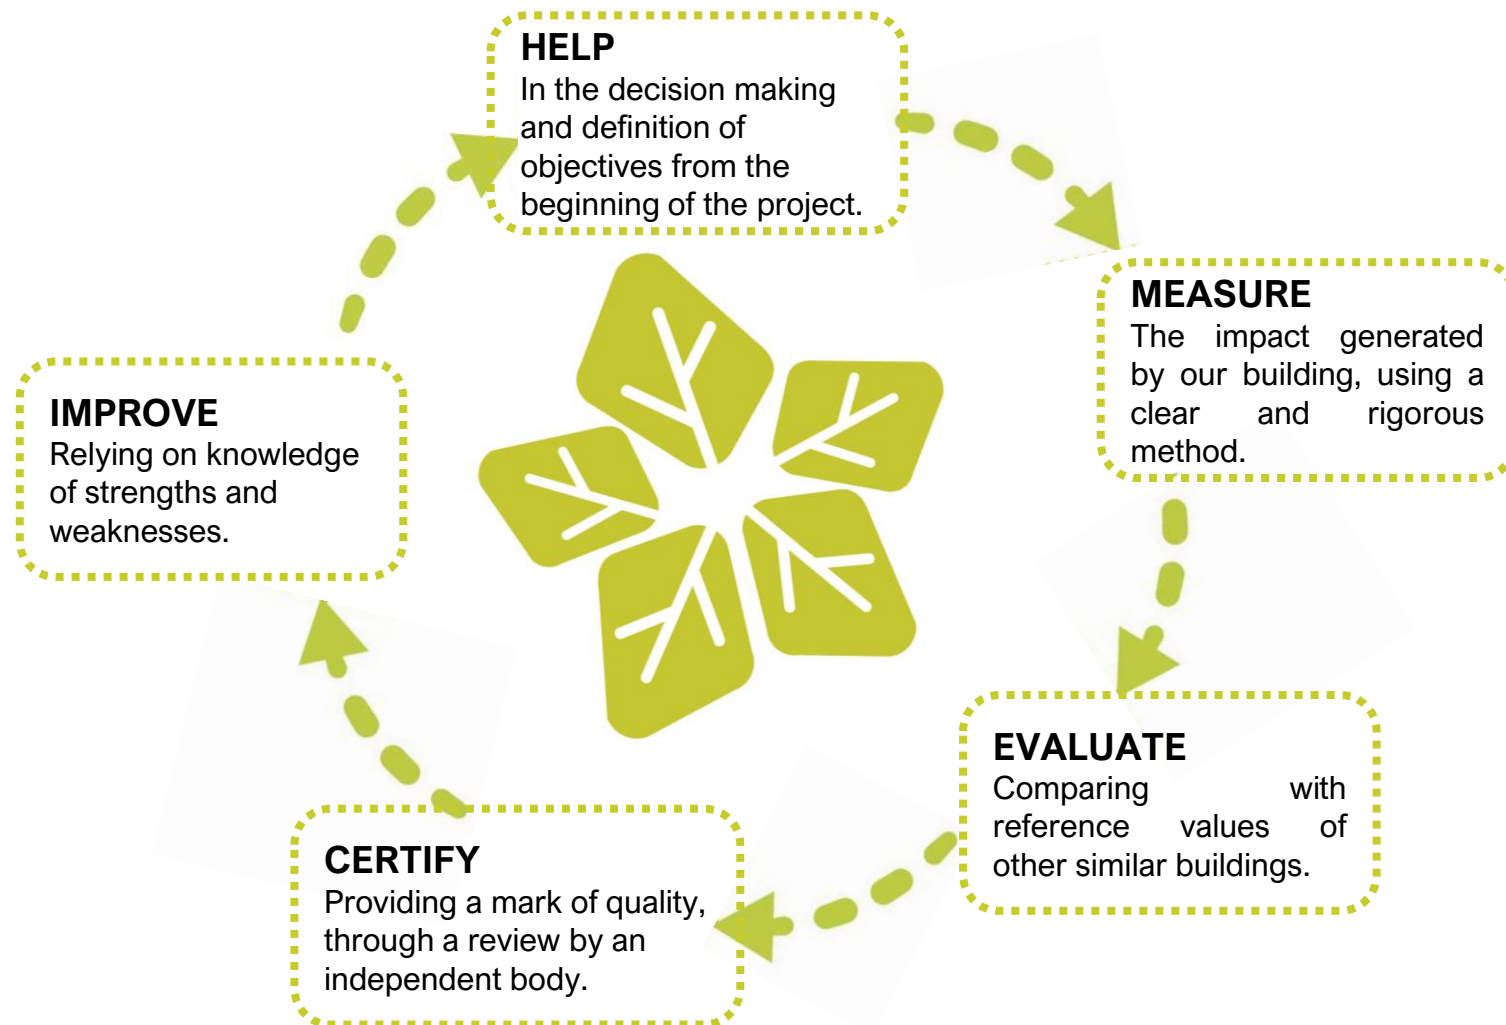 HELP
In the decision making
and definition of
objectives from the
beginning of the project.
MEASURE
The impact generated
by our building, using a
clear and rigorous
method.
EVALUATE
Comparing with
reference values of
other similar buildings.
CERTIFY
Providing a mark of quality,
through a review by an
independent body.
IMPROVE
Relying on knowledge
of strengths and
weaknesses.